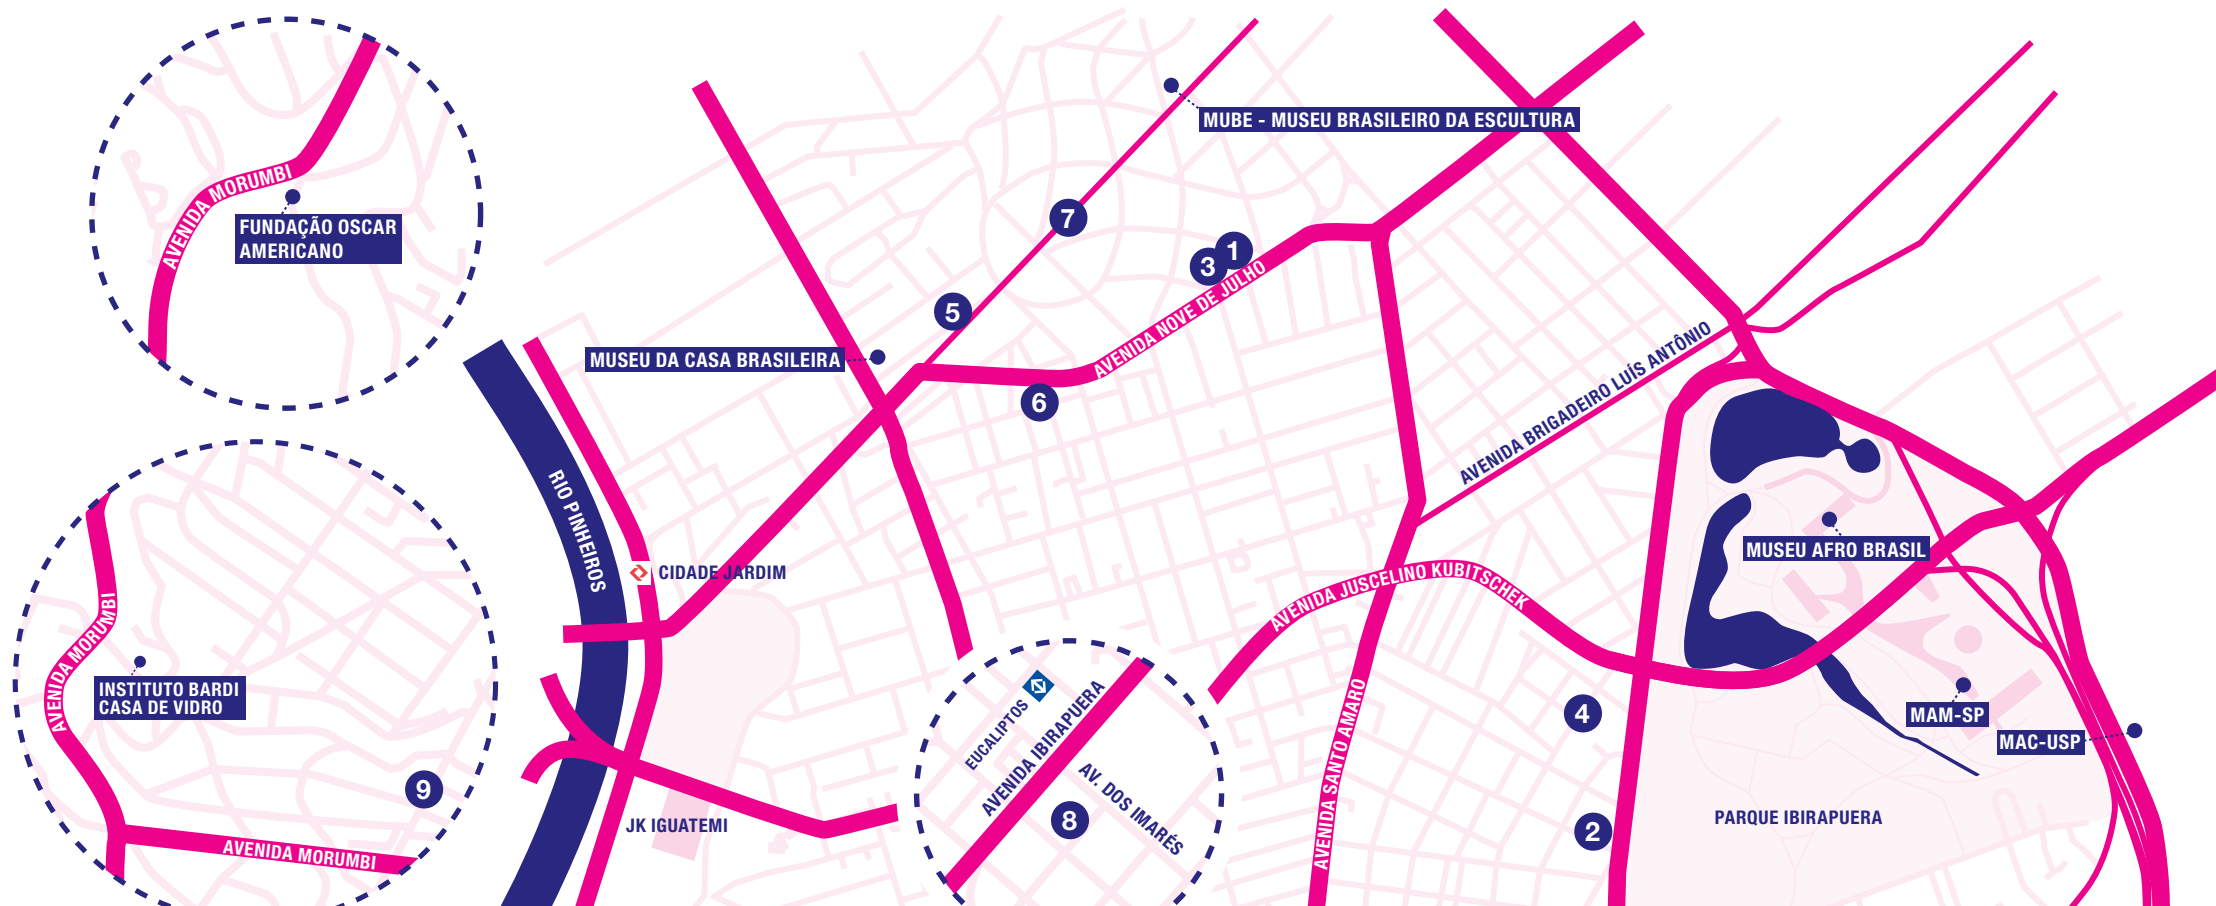 AVENIDA MORUMBI
FUNDAÇÃO OSCAR
AMERICANO
MUBE - MUSEU BRASILEIRO DA ESCULTURA
7
1
3
AVENIDA NOVE DE JULHO
5
MUSEU DA CASA BRASILEIRA
6
AVENIDA BRIGADEIRO LUÍS ANTÔNIO
RIO PINHEIROS
CIDADE JARDIM
MUSEU AFRO BRASIL
AVENIDA JUSCELINO KUBITSCHEK
AVENIDA MORUMBI
INSTITUTO BARDI
CASA DE VIDRO
9
AVENIDA MORUMBI
JK IGUATEMI
EUCALIPTOS
AVENIDA IBIRAPUERA
AV. DOS IMARÉS
8
AVENIDA SANTO AMARO
4
2
MAM-SP
MAC-USP
PARQUE IBIRAPUERA